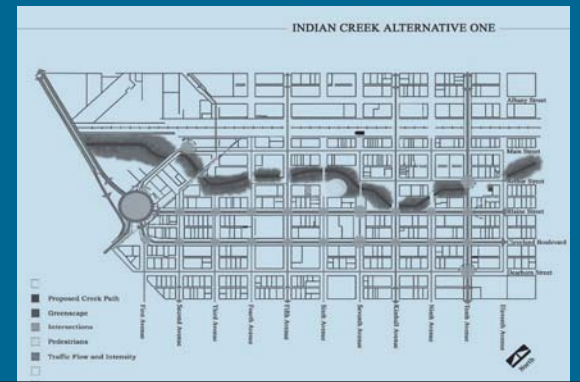 INDIAN CREEK ALTERNATIVE ONE
Albany Street
Main Street
Arthur Street
Blaine Street
Cleveland Boulevard
Dearborn Street
First Avenue
Second Avenue
Third Avenue
Fourth Avenue
Fifth Avenue
Sixth Avenue
Seventh Avenue
Kimball Avenue
Ninth Avenue
Tenth Avenue
Eleventh Avenue
Proposed Creek Path
Greenscape
Intersections
Pedestrians
Traffic Flow and Intensity
North